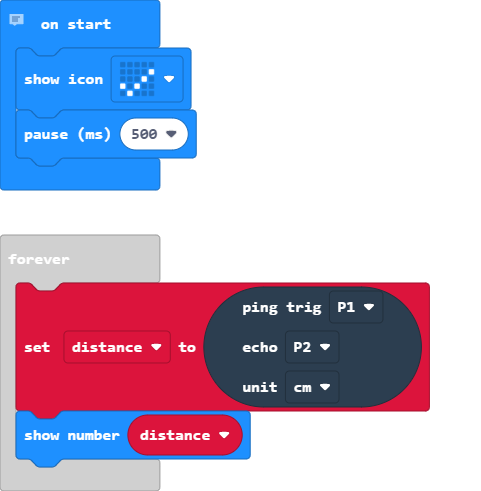 on start
show icon
pause (ms) 500
forever
ping trig P1
set distance to echo P2
unit cm
show number distance